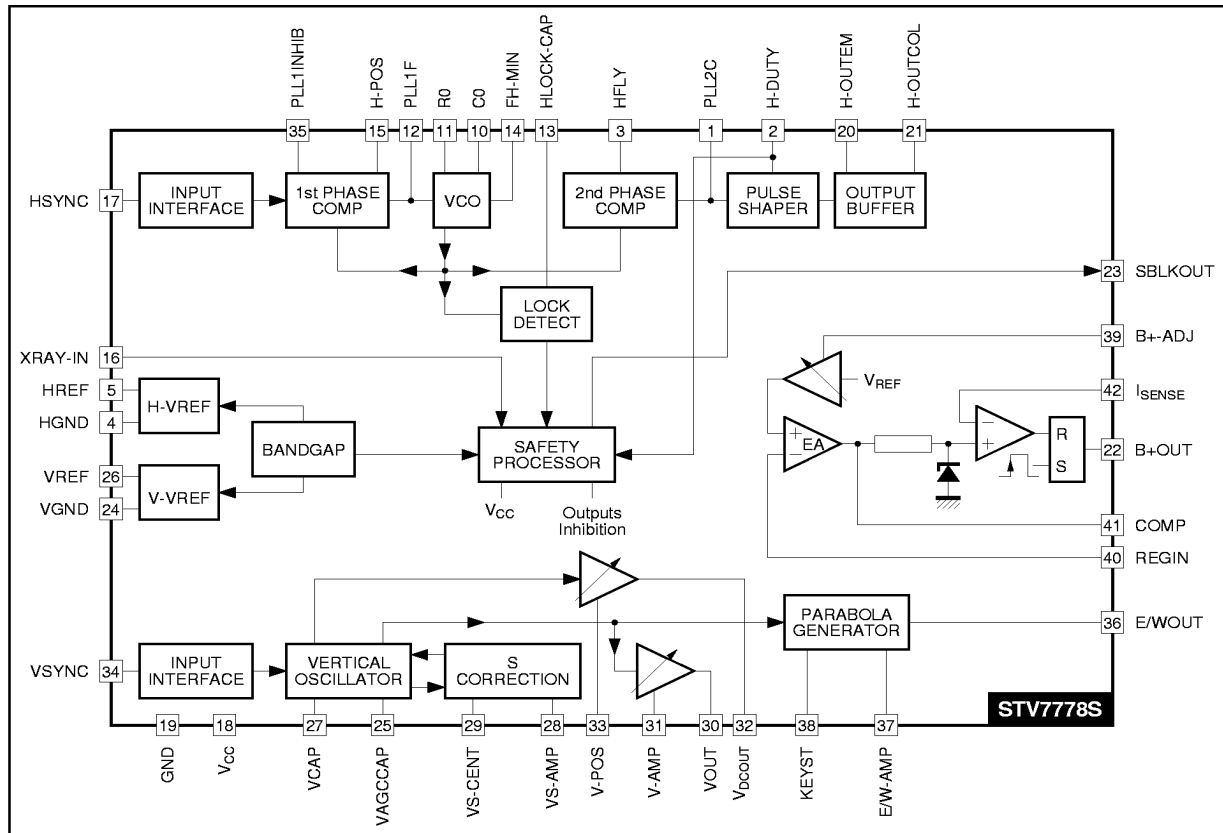 PLL1INHIB
H-POS
PLL1F
R0
C0
FH-MIN
HLOCK-CAP
HFLY
PLL2C
H-DUTY
H-OUTEM
H-OUTCOL
35
15
12
11
10
14
13
3
1
2
20
21
HSYNC
17
INPUT
INTERFACE
1st PHASE
COMP
VCO
2nd PHASE
COMP
PULSE
SHAPER
OUTPUT
BUFFER
23
SBLKOUT
LOCK
DETECT
39
B+-ADJ
XRAY-IN
16
HREF
5
HGND
4
H-VREF
VREF
42
ISENSE
BANDGAP
SAFETY
PROCESSOR
+
EA
−
−
+
R
S
22
B+OUT
VREF
26
VGND
24
V-VREF
VCC
Outputs
Inhibition
41
COMP
40
REGIN
PARABOLA
GENERATOR
36
E/WOUT
VSYNC
34
INPUT
INTERFACE
VERTICAL
OSCILLATOR
S
CORRECTION
STV7778S
19
18
27
25
29
28
33
31
30
32
38
37
GND
VCC
VCAP
VAGCCAP
VS-CENT
VS-AMP
V-POS
V-AMP
VOUT
VDCOUT
KEYST
E/W-AMP